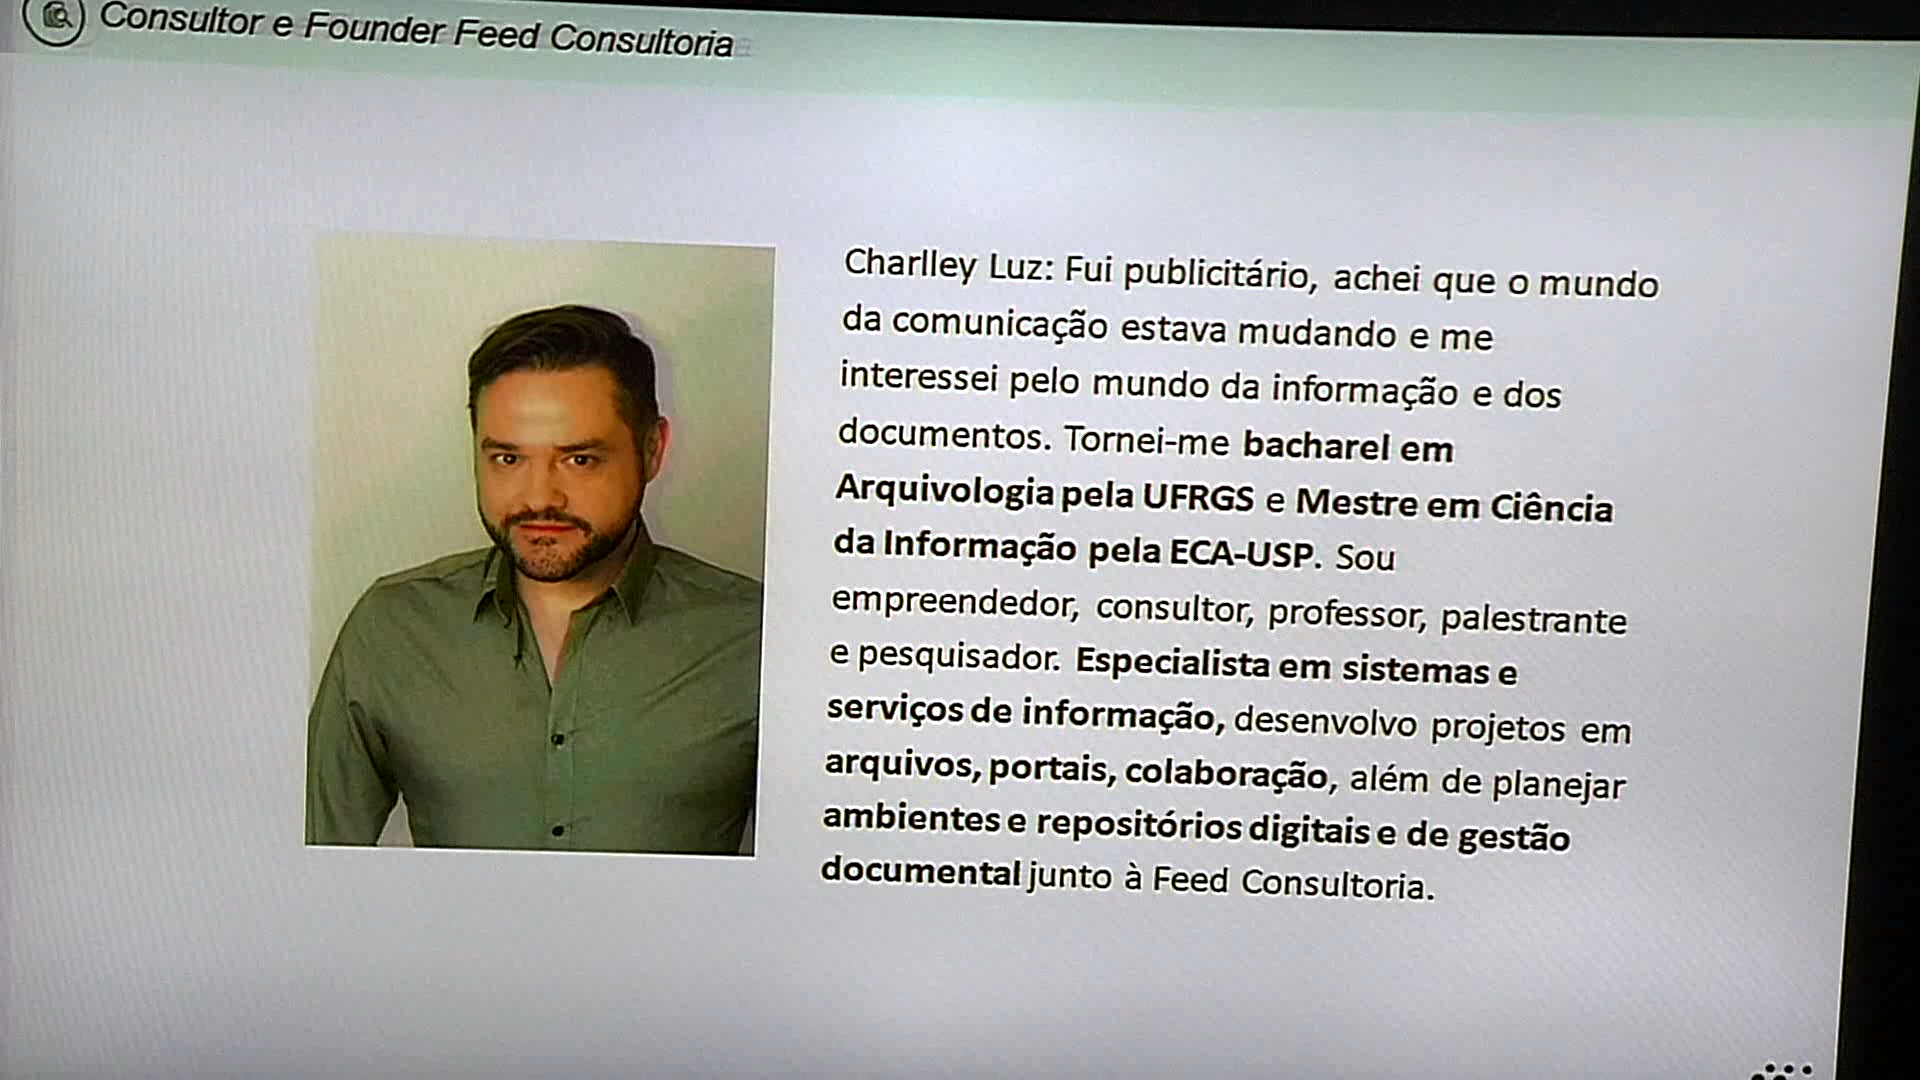 Consultor e Founder Feed Consultoria
Charlley Luz: Fui publicitário, achei que o mundo
da comunicação estava mudando e me
interessei pelo mundo da informação e dos
documentos. Tornei-me bacharel em
Arquivologia pela UFRGS e Mestre em Ciência
da Informação pela ECA-USP. Sou
empreendedor, consultor, professor, palestrante
e pesquisador. Especialista em sistemas e
serviços de informação, desenvolvo projetos em
arquivos, portais, colaboração, além de planejar
ambientes e repositórios digitais e de gestão
documental junto à Feed Consultoria.